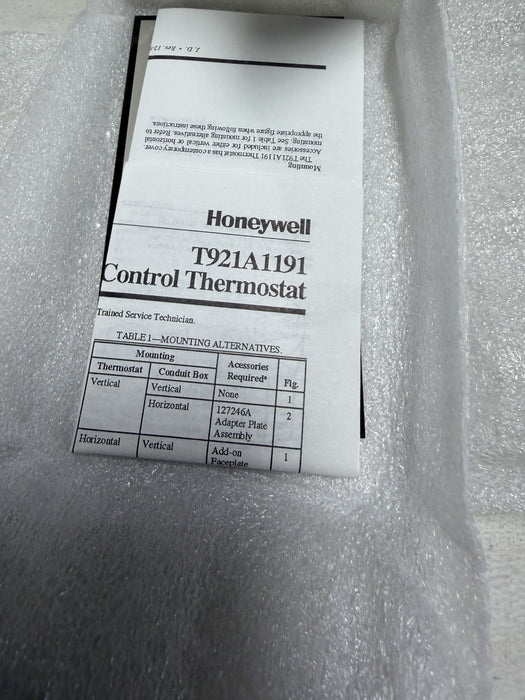 J. D. • Rev. 12-
Mounting
The T921A1191 Thermostat has a contemporary cover.
Accessories are included for either vertical or horizontal
mounting. See Table 1 for mounting alternatives. Refer to
the appropriate figure when following these instructions.
Honeywell
T921A1191
Control Thermostat
Trained Service Technician.
TABLE 1—MOUNTING ALTERNATIVES.
Mounting
Acessories
Thermostat Conduit Box Required* Fig.
Vertical Vertical None 1
Horizontal 127246A 2
Adapter Plate
Assembly
Horizontal Vertical Add-on 1
Faceplate